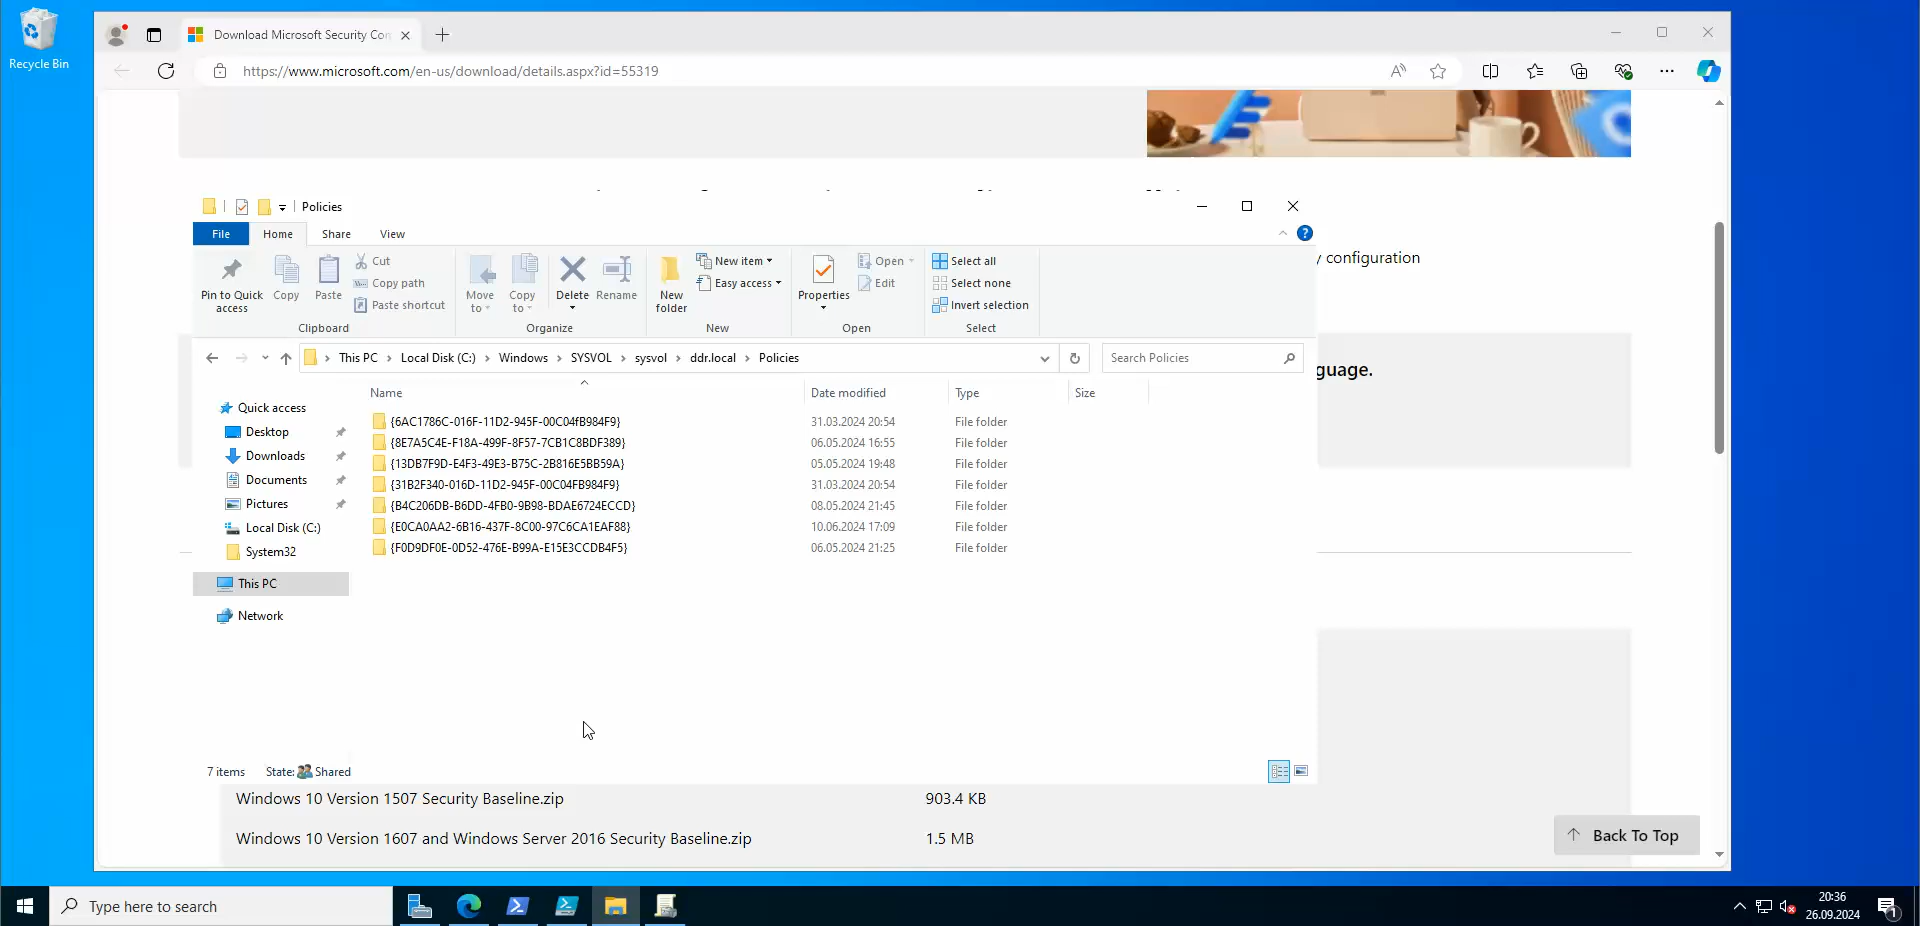 Recycle Bin
Download Microsoft Security Con
https://www.microsoft.com/en-us/download/details.aspx?id=55319
Policies
File
Home
Share
View
y configuration
Pin to Quick access
Copy
Paste
Cut
Copy path
Paste shortcut
Move to
Copy to
Delete
Rename
New folder
New item
Easy access
Properties
Open
Edit
Select all
Select none
Invert selection
Clipboard
Organize
New
Open
Select
This PC
Local Disk (C:)
Windows
SYSVOL
sysvol
ddr.local
Policies
Search Policies
guage.
Name
Date modified
Type
Size
Quick access
Desktop
Downloads
Documents
Pictures
Local Disk (C:)
System32
This PC
Network
{6AC1786C-016F-11D2-945F-00C04fB984F9} 31.03.2024 20:54 File folder
{8E7A5C4E-F18A-499F-8F57-7CB1C8BDF389} 06.05.2024 16:55 File folder
{13DB7F9D-E4F3-49E3-B75C-2B816E5BB59A} 05.05.2024 19:48 File folder
{31B2F340-016D-11D2-945F-00C04FB984F9} 31.03.2024 20:54 File folder
{B4C206DB-B6DD-4FB0-9B98-BDAE6724ECCD} 08.05.2024 21:45 File folder
{E0CA0AA2-6B16-437F-8C00-97C6CA1EAF88} 10.06.2024 17:09 File folder
{F0D9DF0E-0D52-476E-B99A-E15E3CCDB4F5} 06.05.2024 21:25 File folder
7 items
State: Shared
Windows 10 Version 1507 Security Baseline.zip 903.4 KB
Windows 10 Version 1607 and Windows Server 2016 Security Baseline.zip 1.5 MB
Back To Top
Type here to search
20:36
26.09.2024
1